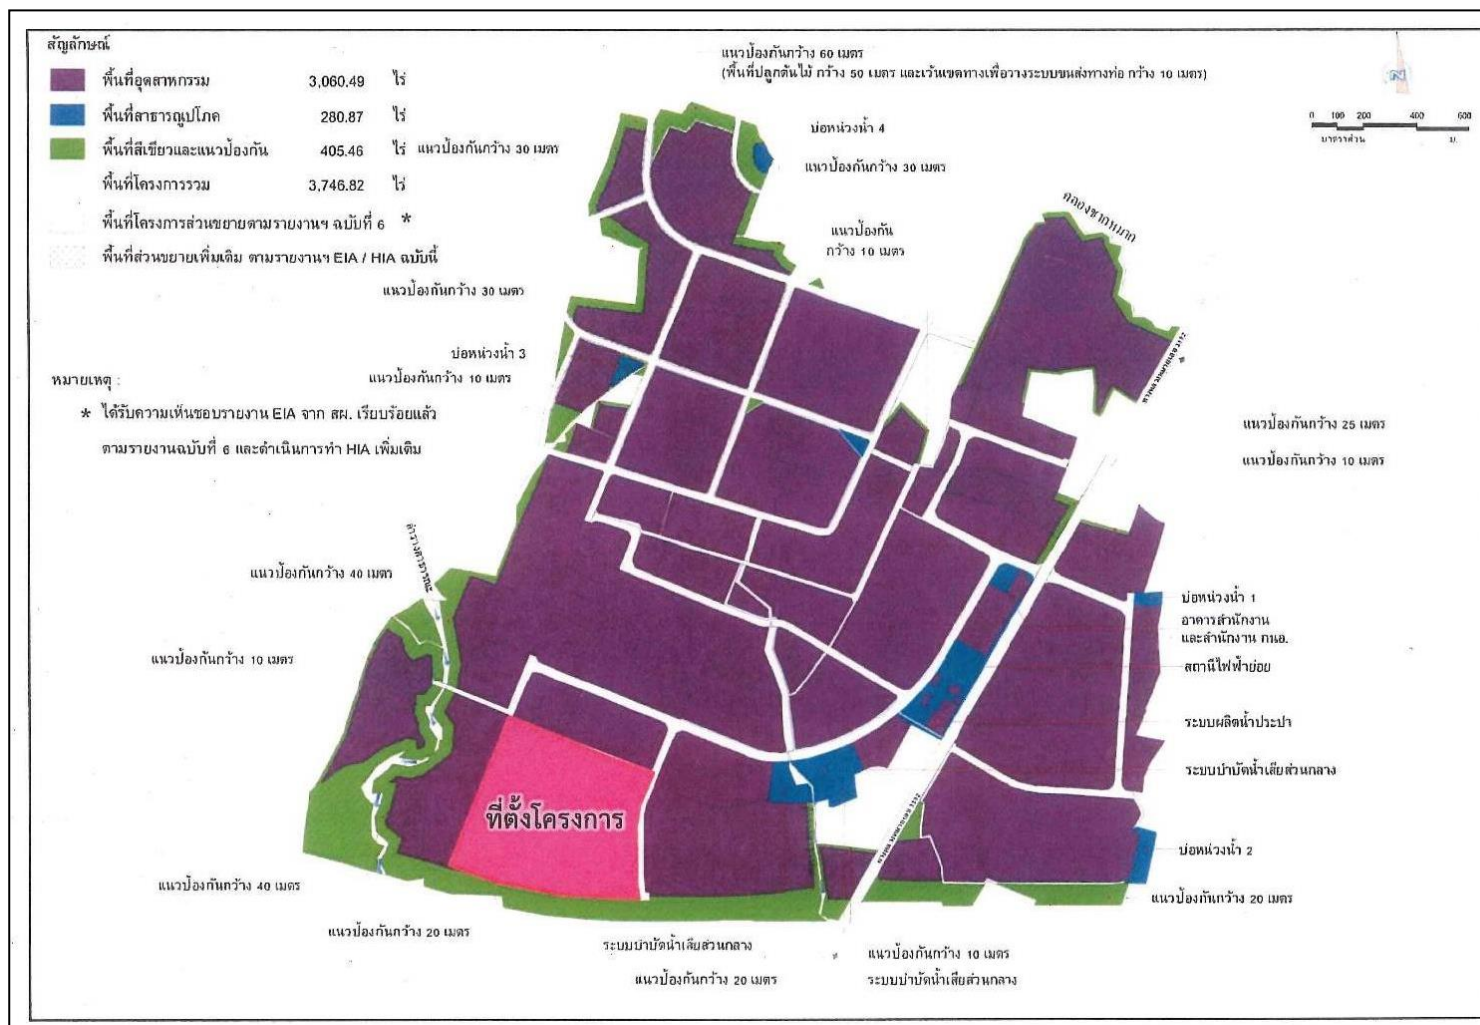 สัญลักษณ์
พื้นที่อุตสาหกรรม 3,060.49 ไร่
พื้นที่สาธารณูปโภค 280.87 ไร่
พื้นที่สีเขียวและแนวป้องกัน 405.46 ไร่
พื้นที่โครงการรวม 3,746.82 ไร่
พื้นที่โครงการส่วนขยายตามรายงานฯ ฉบับที่ 6 *
พื้นที่ส่วนขยายเพิ่มเติม ตามรายงานฯ EIA / HIA ฉบับนี้
แนวป้องกันกว้าง 60 เมตร
(พื้นที่ปลูกต้นไม้ กว้าง 50 เมตร และเว้นเขตทางเพื่อวางระบบขนส่งทางท่อ กว้าง 10 เมตร)
N
0 100 200 400 600
มาตราส่วน ม.
บ่อหน่วงน้ำ 4
แนวป้องกันกว้าง 30 เมตร
แนวป้องกันกว้าง 30 เมตร
แนวป้องกัน
กว้าง 10 เมตร
คลองชากหมาก
แนวป้องกันกว้าง 30 เมตร
บ่อหน่วงน้ำ 3
แนวป้องกันกว้าง 10 เมตร
หมายเหตุ :
* ได้รับความเห็นชอบรายงาน EIA จาก สผ. เรียบร้อยแล้ว
ตามรายงานฉบับที่ 6 และดำเนินการทำ HIA เพิ่มเติม
แนวป้องกันกว้าง 25 เมตร
แนวป้องกันกว้าง 10 เมตร
ลำรางสาธารณะ
แนวป้องกันกว้าง 40 เมตร
บ่อหน่วงน้ำ 1
อาคารสำนักงาน
และสำนักงาน กนอ.
แนวป้องกันกว้าง 10 เมตร
สถานีไฟฟ้าย่อย
ระบบผลิตน้ำประปา
ระบบบำบัดน้ำเสียส่วนกลาง
ที่ตั้งโครงการ
บ่อหน่วงน้ำ 2
แนวป้องกันกว้าง 40 เมตร
แนวป้องกันกว้าง 20 เมตร
แนวป้องกันกว้าง 20 เมตร
ระบบบำบัดน้ำเสียส่วนกลาง
แนวป้องกันกว้าง 10 เมตร
แนวป้องกันกว้าง 20 เมตร
ระบบบำบัดน้ำเสียส่วนกลาง